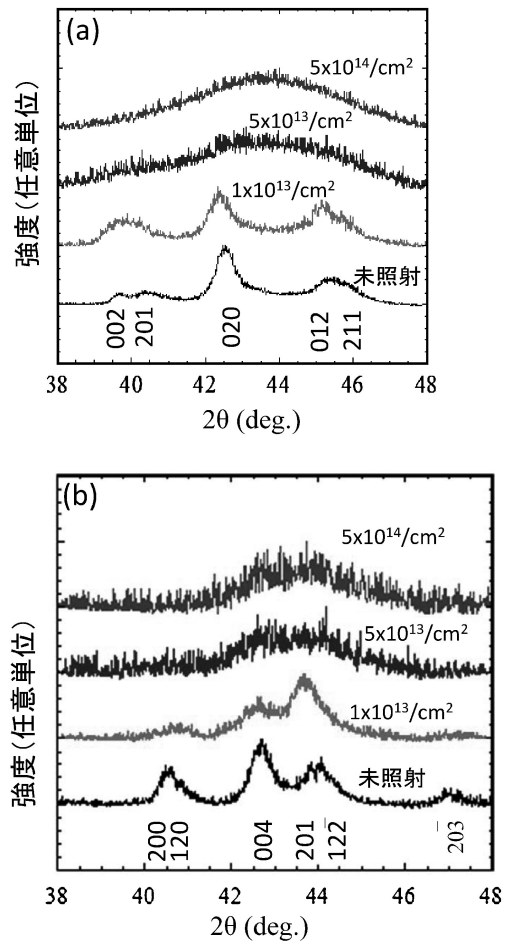 (a)
5x10¹⁴/cm²
5x10¹³/cm²
1x10¹³/cm²
未照射
強度(任意単位)
002 201 020 012 211
38 40 42 44 46 48
2θ (deg.)
(b)
5x10¹⁴/cm²
5x10¹³/cm²
1x10¹³/cm²
未照射
強度(任意単位)
200 120 004 201 1̅22 2̅03
38 40 42 44 46 48
2θ (deg.)